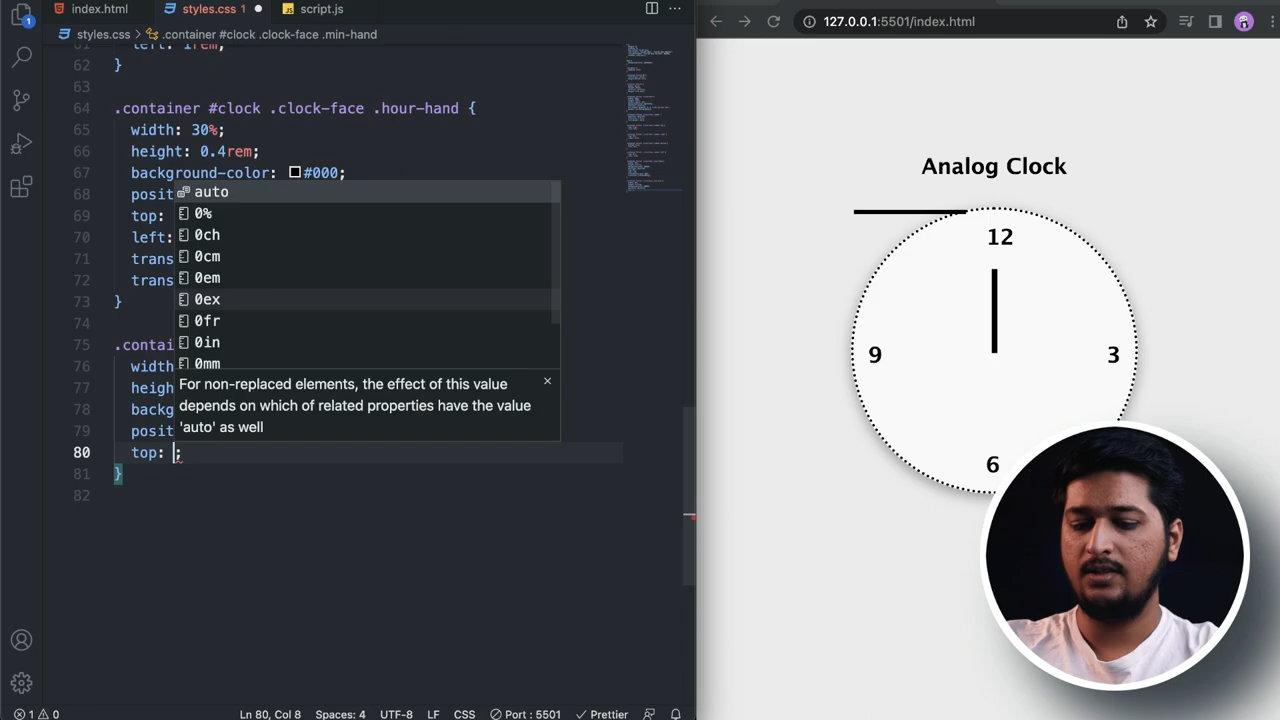 index.html
styles.css 1
script.js
127.0.0.1:5501/index.html
styles.css > .container #clock .clock-face .min-hand
61
62 }
63
64 .container #clock .clock-face .hour-hand {
65 width: 30%;
66 height: 0.4rem;
67 background-color: #000;
68 posit
69 top:
70 left:
71 trans
72 trans
73 }
74
75 .contai
76 width
77 heigh
78 backg
79 posit
80 top: ;
81 }
82
auto
0%
0ch
0cm
0em
0ex
0fr
0in
0mm
For non-replaced elements, the effect of this value
depends on which of related properties have the value
'auto' as well
Analog Clock
12
9
3
6
1
1 0
Ln 80, Col 8
Spaces: 4
UTF-8
LF
CSS
Port : 5501
Prettier